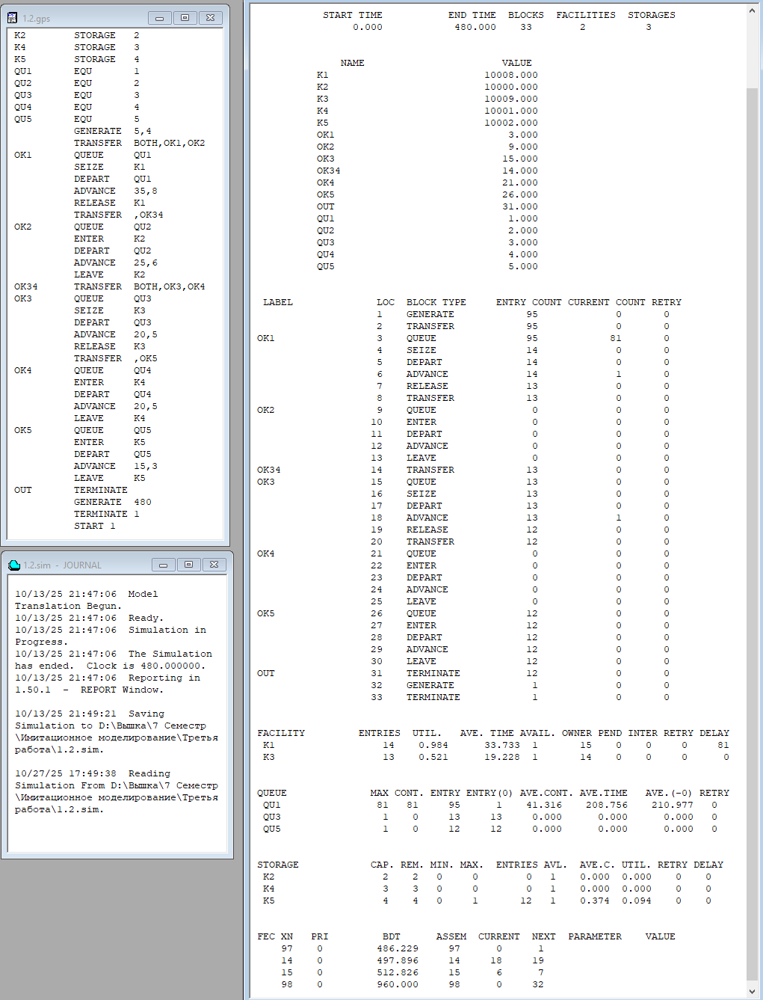 1.2.gps
K2 STORAGE 2
K4 STORAGE 3
K5 STORAGE 4
QU1 EQU 1
QU2 EQU 2
QU3 EQU 3
QU4 EQU 4
QU5 EQU 5
GENERATE 5,4
TRANSFER BOTH,OK1,OK2
OK1 QUEUE QU1
SEIZE K1
DEPART QU1
ADVANCE 35,8
RELEASE K1
TRANSFER ,OK34
OK2 QUEUE QU2
ENTER K2
DEPART QU2
ADVANCE 25,6
LEAVE K2
OK34 TRANSFER BOTH,OK3,OK4
OK3 QUEUE QU3
SEIZE K3
DEPART QU3
ADVANCE 20,5
RELEASE K3
TRANSFER ,OK5
OK4 QUEUE QU4
ENTER K4
DEPART QU4
ADVANCE 20,5
LEAVE K4
OK5 QUEUE QU5
ENTER K5
DEPART QU5
ADVANCE 15,3
LEAVE K5
OUT TERMINATE
GENERATE 480
TERMINATE 1
START 1
1.2.sim - JOURNAL
10/13/25 21:47:06 Model
Translation Begun.
10/13/25 21:47:06 Ready.
10/13/25 21:47:06 Simulation in
Progress.
10/13/25 21:47:06 The Simulation
has ended. Clock is 480.000000.
10/13/25 21:47:06 Reporting in
1.50.1 - REPORT Window.
10/13/25 21:49:21 Saving
Simulation to D:\Вышка\7 Семестр
\Имитационное моделирование\Третья
работа\1.2.sim.
10/27/25 17:49:38 Reading
Simulation From D:\Вышка\7 Семестр
\Имитационное моделирование\Третья
работа\1.2.sim.
START TIME END TIME BLOCKS FACILITIES STORAGES
0.000 480.000 33 2 3
NAME VALUE
K1 10008.000
K2 10000.000
K3 10009.000
K4 10001.000
K5 10002.000
OK1 3.000
OK2 9.000
OK3 15.000
OK34 14.000
OK4 21.000
OK5 26.000
OUT 31.000
QU1 1.000
QU2 2.000
QU3 3.000
QU4 4.000
QU5 5.000
LABEL LOC BLOCK TYPE ENTRY COUNT CURRENT COUNT RETRY
1 GENERATE 95 0 0
2 TRANSFER 95 0 0
OK1 3 QUEUE 95 81 0
4 SEIZE 14 0 0
5 DEPART 14 0 0
6 ADVANCE 14 1 0
7 RELEASE 13 0 0
8 TRANSFER 13 0 0
OK2 9 QUEUE 0 0 0
10 ENTER 0 0 0
11 DEPART 0 0 0
12 ADVANCE 0 0 0
13 LEAVE 0 0 0
OK34 14 TRANSFER 13 0 0
OK3 15 QUEUE 13 0 0
16 SEIZE 13 0 0
17 DEPART 13 0 0
18 ADVANCE 13 1 0
19 RELEASE 12 0 0
20 TRANSFER 12 0 0
OK4 21 QUEUE 0 0 0
22 ENTER 0 0 0
23 DEPART 0 0 0
24 ADVANCE 0 0 0
25 LEAVE 0 0 0
OK5 26 QUEUE 12 0 0
27 ENTER 12 0 0
28 DEPART 12 0 0
29 ADVANCE 12 0 0
30 LEAVE 12 0 0
OUT 31 TERMINATE 12 0 0
32 GENERATE 1 0 0
33 TERMINATE 1 0 0
FACILITY ENTRIES UTIL. AVE. TIME AVAIL. OWNER PEND INTER RETRY DELAY
K1 14 0.984 33.733 1 15 0 0 0 81
K3 13 0.521 19.228 1 14 0 0 0 0
QUEUE MAX CONT. ENTRY ENTRY(0) AVE.CONT. AVE.TIME AVE.(-0) RETRY
QU1 81 81 95 1 41.316 208.756 210.977 0
QU3 1 0 13 13 0.000 0.000 0.000 0
QU5 1 0 12 12 0.000 0.000 0.000 0
STORAGE CAP. REM. MIN. MAX. ENTRIES AVL. AVE.C. UTIL. RETRY DELAY
K2 2 2 0 0 0 1 0.000 0.000 0 0
K4 3 3 0 0 0 1 0.000 0.000 0 0
K5 4 4 0 1 12 1 0.374 0.094 0 0
FEC XN PRI BDT ASSEM CURRENT NEXT PARAMETER VALUE
97 0 486.229 97 0 1
14 0 497.896 14 18 19
15 0 512.826 15 6 7
98 0 960.000 98 0 32